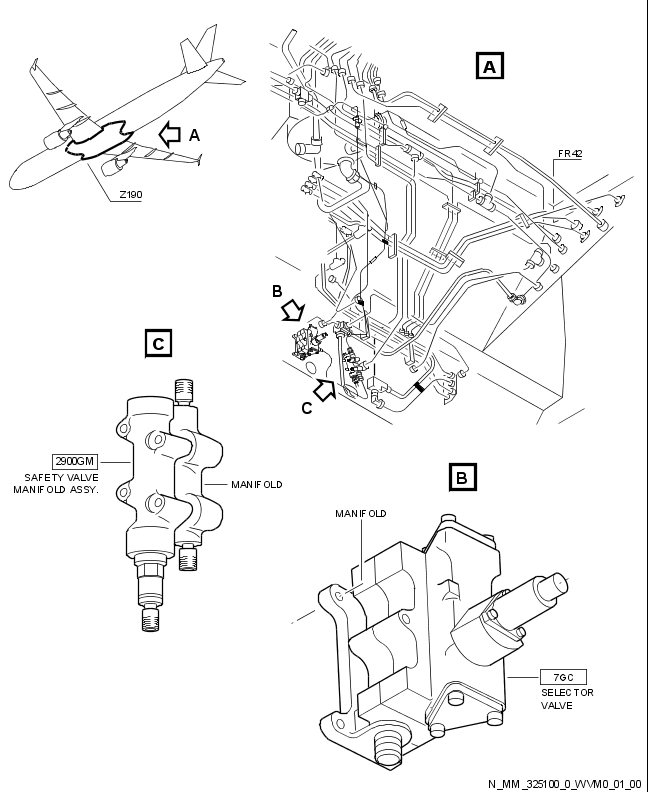 A
A
Z190
FR42
B
C
C
2900GM
SAFETY VALVE
MANIFOLD ASSY.
MANIFOLD
B
MANIFOLD
7GC
SELECTOR
VALVE
N_MM_325100_0_WVM0_01_00